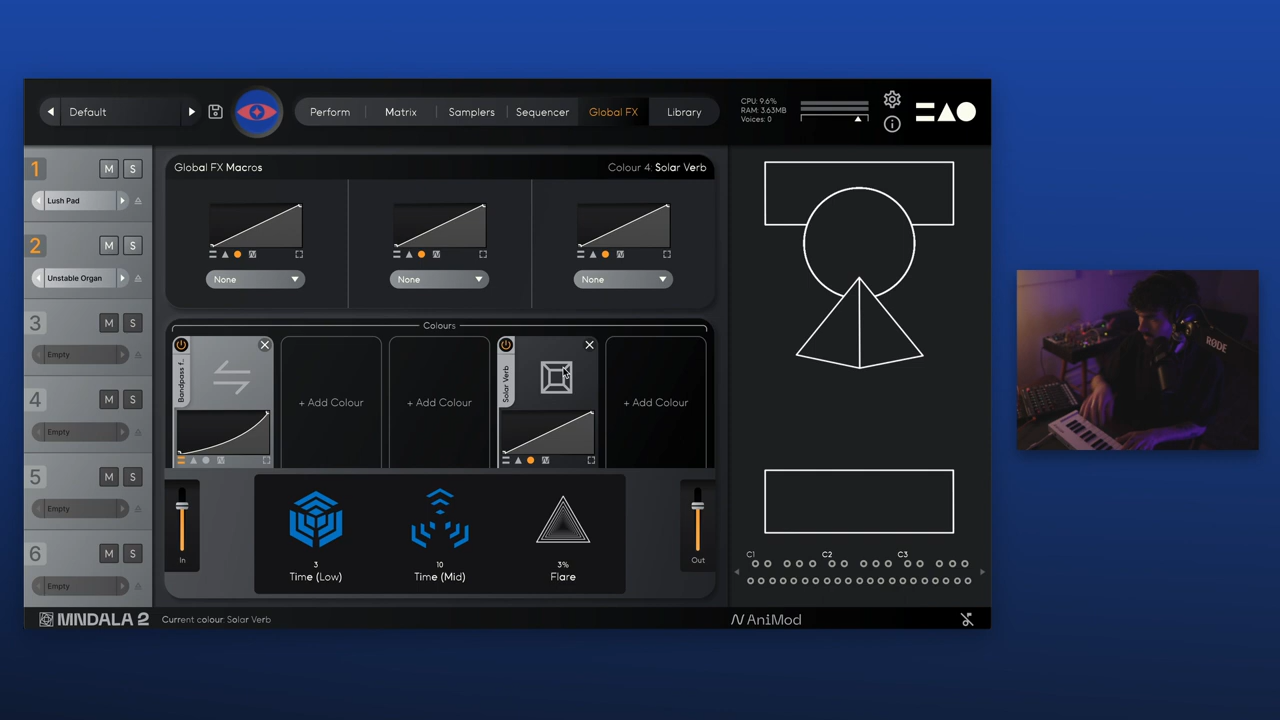 Default
Perform
Matrix
Samplers
Sequencer
Global FX
Library
CPU: 9.6%
RAM: 3.63MB
Voices: 0
1
M
S
Lush Pad
2
M
S
Unstable Organ
3
M
S
Empty
4
M
S
Empty
5
M
S
Empty
6
M
S
Empty
Global FX Macros
Colour 4: Solar Verb
None
None
None
Colours
Bandpass f..
+ Add Colour
+ Add Colour
Solar Verb
+ Add Colour
In
3
Time (Low)
10
Time (Mid)
3%
Flare
Out
C1
C2
C3
MNDALA 2
Current colour: Solar Verb
AniMod
RØDE